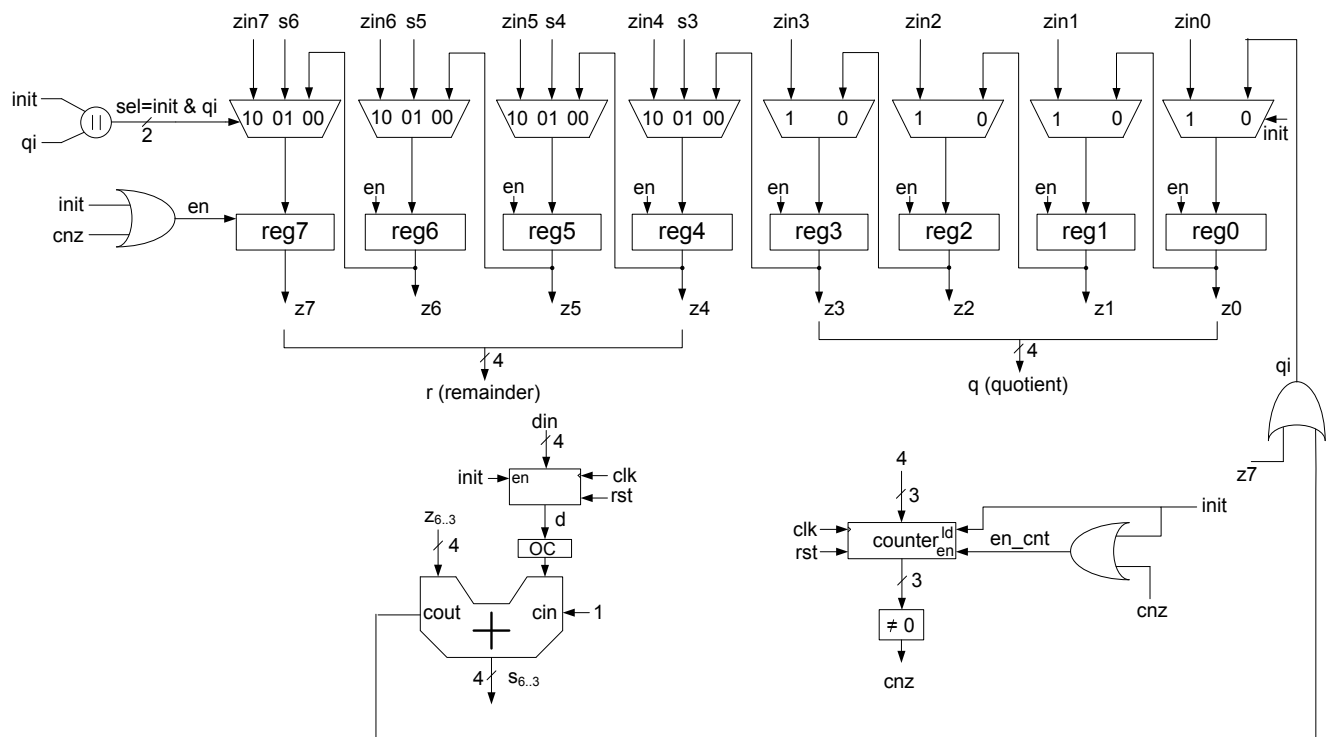 zin7 s6 zin6 s5 zin5 s4 zin4 s3 zin3 zin2 zin1 zin0
init
qi
||
sel=init & qi
2
10 01 00 10 01 00 10 01 00 10 01 00 1 0 1 0 1 0 1 0
init
init
cnz
en en en en en en en en
reg7 reg6 reg5 reg4 reg3 reg2 reg1 reg0
z7 z6 z5 z4 z3 z2 z1 z0
4 4
r (remainder) q (quotient)
qi
z7
din
4
init en clk
rst
d
OC
z6..3
4
cout cin 1
+
4 s6..3
4
3
init
clk counter ld
rst en
en_cnt
cnz
3
≠ 0
cnz